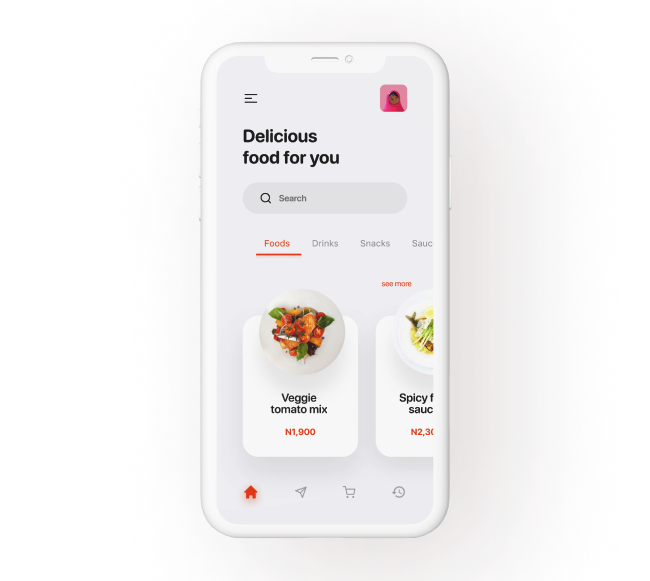 Delicious
food for you
Search
Foods Drinks Snacks Sauc
see more
Veggie
tomato mix
N1,900
Spicy f
sauc
N2,30